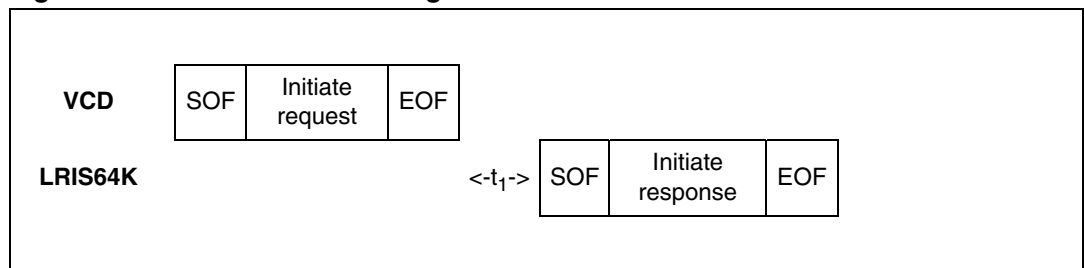 VCD SOF Initiate request EOF
LRIS64K <-t₁-> SOF Initiate response EOF